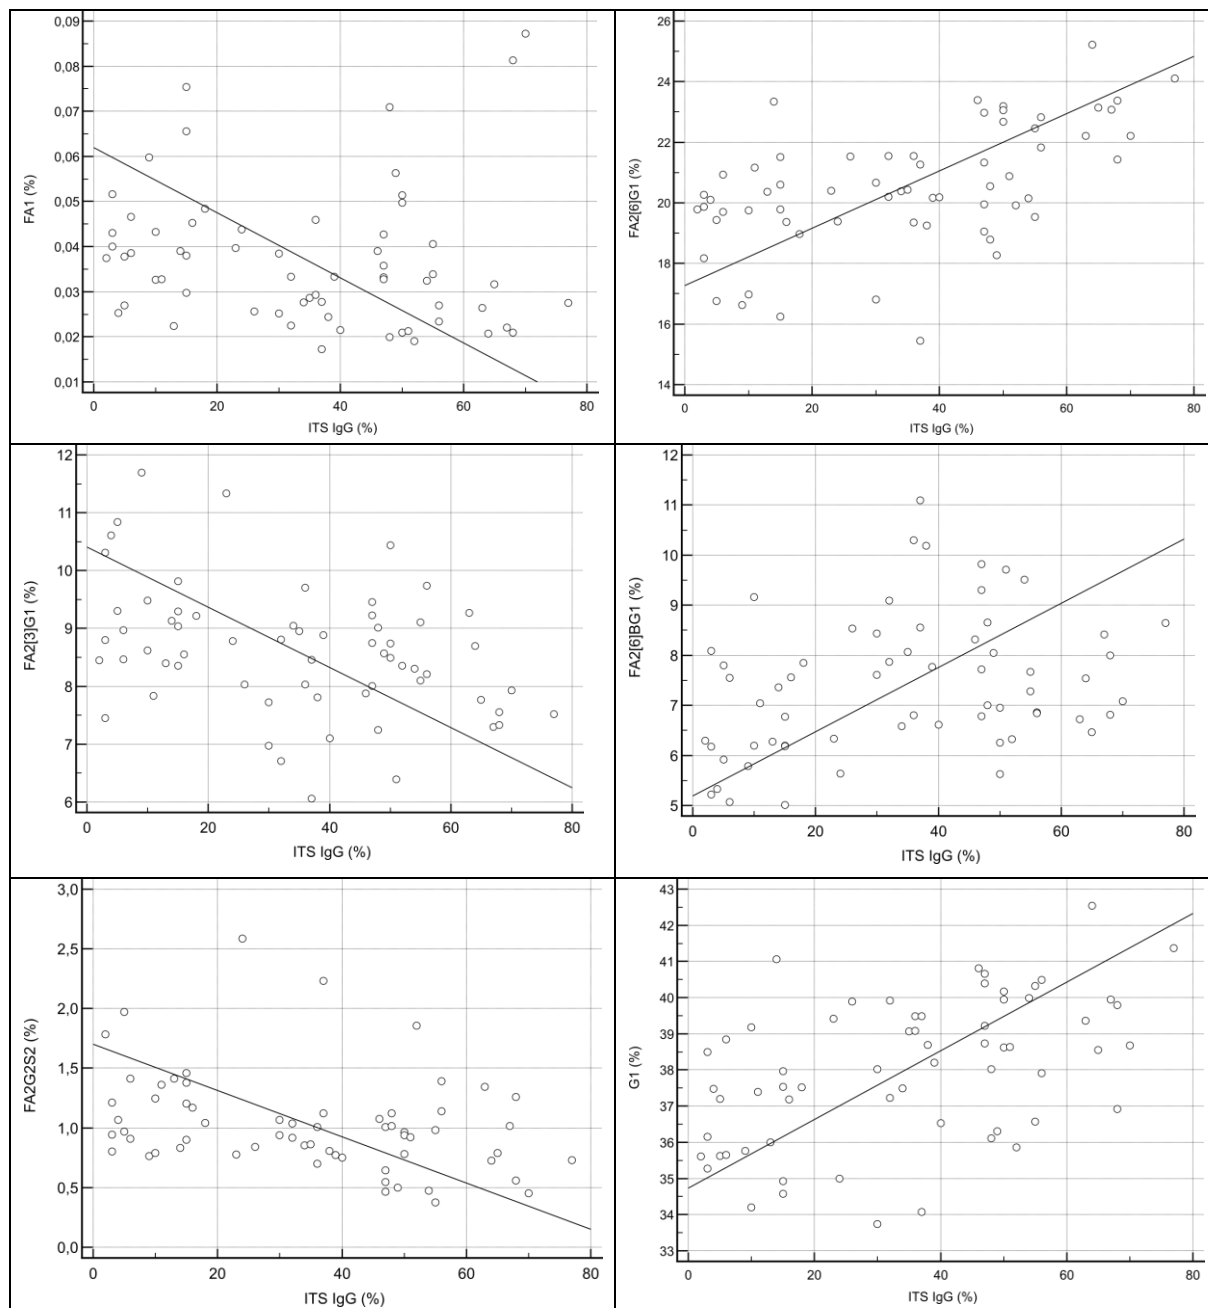 0,09
0,08
0,07
0,06
0,05
0,04
0,03
0,02
0,01
FA1 (%)
0 20 40 60 80
ITS IgG (%)
26
24
22
20
18
16
14
FA2[6]G1 (%)
0 20 40 60 80
ITS IgG (%)
12
11
10
9
8
7
6
FA2[3]G1 (%)
0 20 40 60 80
ITS IgG (%)
12
11
10
9
8
7
6
5
FA2[6]BG1 (%)
0 20 40 60 80
ITS IgG (%)
3,0
2,5
2,0
1,5
1,0
0,5
0,0
FA2G2S2 (%)
0 20 40 60 80
ITS IgG (%)
43
42
41
40
39
38
37
36
35
34
33
G1 (%)
0 20 40 60 80
ITS IgG (%)